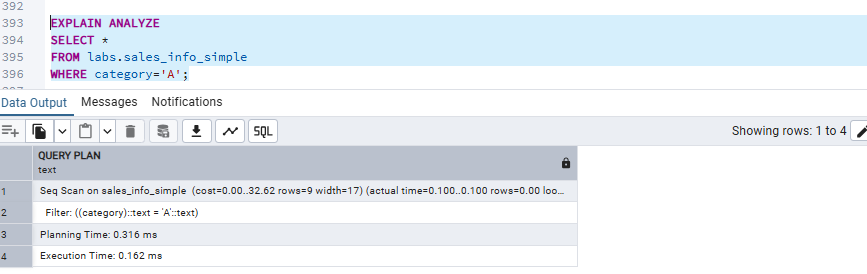 392
393 EXPLAIN ANALYZE
394 SELECT *
395 FROM labs.sales_info_simple
396 WHERE category='A';
Data Output Messages Notifications
SQL Showing rows: 1 to 4
QUERY PLAN
text
1 Seq Scan on sales_info_simple (cost=0.00..32.62 rows=9 width=17) (actual time=0.100..0.100 rows=0.00 loo...
2 Filter: ((category)::text = 'A'::text)
3 Planning Time: 0.316 ms
4 Execution Time: 0.162 ms